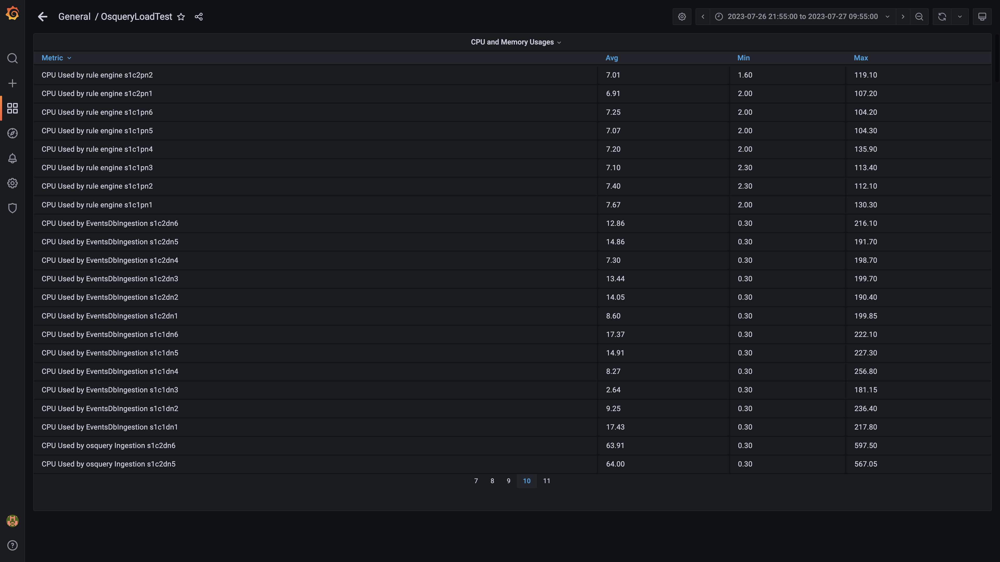 General / OsqueryLoadTest
2023-07-26 21:55:00 to 2023-07-27 09:55:00
CPU and Memory Usages
Metric Avg Min Max
CPU Used by rule engine s1c2pn2 7.01 1.60 119.10
CPU Used by rule engine s1c2pn1 6.91 2.00 107.20
CPU Used by rule engine s1c1pn6 7.25 2.00 104.20
CPU Used by rule engine s1c1pn5 7.07 2.00 104.30
CPU Used by rule engine s1c1pn4 7.20 2.00 135.90
CPU Used by rule engine s1c1pn3 7.10 2.30 113.40
CPU Used by rule engine s1c1pn2 7.40 2.30 112.10
CPU Used by rule engine s1c1pn1 7.67 2.00 130.30
CPU Used by EventsDbIngestion s1c2dn6 12.86 0.30 216.10
CPU Used by EventsDbIngestion s1c2dn5 14.86 0.30 191.70
CPU Used by EventsDbIngestion s1c2dn4 7.30 0.30 198.70
CPU Used by EventsDbIngestion s1c2dn3 13.44 0.30 199.70
CPU Used by EventsDbIngestion s1c2dn2 14.05 0.30 190.40
CPU Used by EventsDbIngestion s1c2dn1 8.60 0.30 199.85
CPU Used by EventsDbIngestion s1c1dn6 17.37 0.30 222.10
CPU Used by EventsDbIngestion s1c1dn5 14.91 0.30 227.30
CPU Used by EventsDbIngestion s1c1dn4 8.27 0.30 256.80
CPU Used by EventsDbIngestion s1c1dn3 2.64 0.30 181.15
CPU Used by EventsDbIngestion s1c1dn2 9.25 0.30 236.40
CPU Used by EventsDbIngestion s1c1dn1 17.43 0.30 217.80
CPU Used by osquery Ingestion s1c2dn6 63.91 0.30 597.50
CPU Used by osquery Ingestion s1c2dn5 64.00 0.30 567.05
7 8 9 10 11